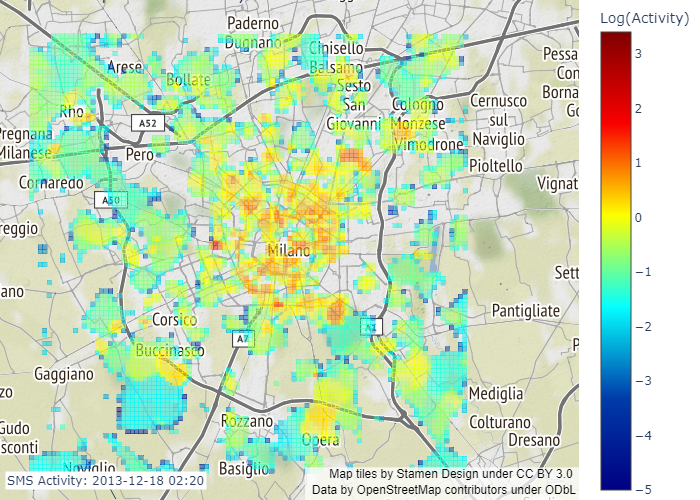 Paderno
Dugnano
Cinisello
Balsamo
Arese
Bollate
Sesto
San
Giovanni
Cologno
Monzese
Cernusco
sul
Naviglio
Pessa
Con
Borna
Go
Rho
A52
Pregnana
Milanese
Pero
Vimodrone
Pioltello
Cornaredo
A50
Vignat
reggio
Milano
Sett
ano
Corsico
A7
A1
Pantigliate
P
Buccinasco
Gaggiano
zo
Mediglia
Rozzano
Opera
Colturano
Dresano
Gudo
sconti
Noviglio
Basiglio
SMS Activity: 2013-12-18 02:20
Map tiles by Stamen Design under CC BY 3.0
Data by OpenStreetMap contributors under ODbL
Log(Activity)
3
2
1
0
−1
−2
−3
−4
−5